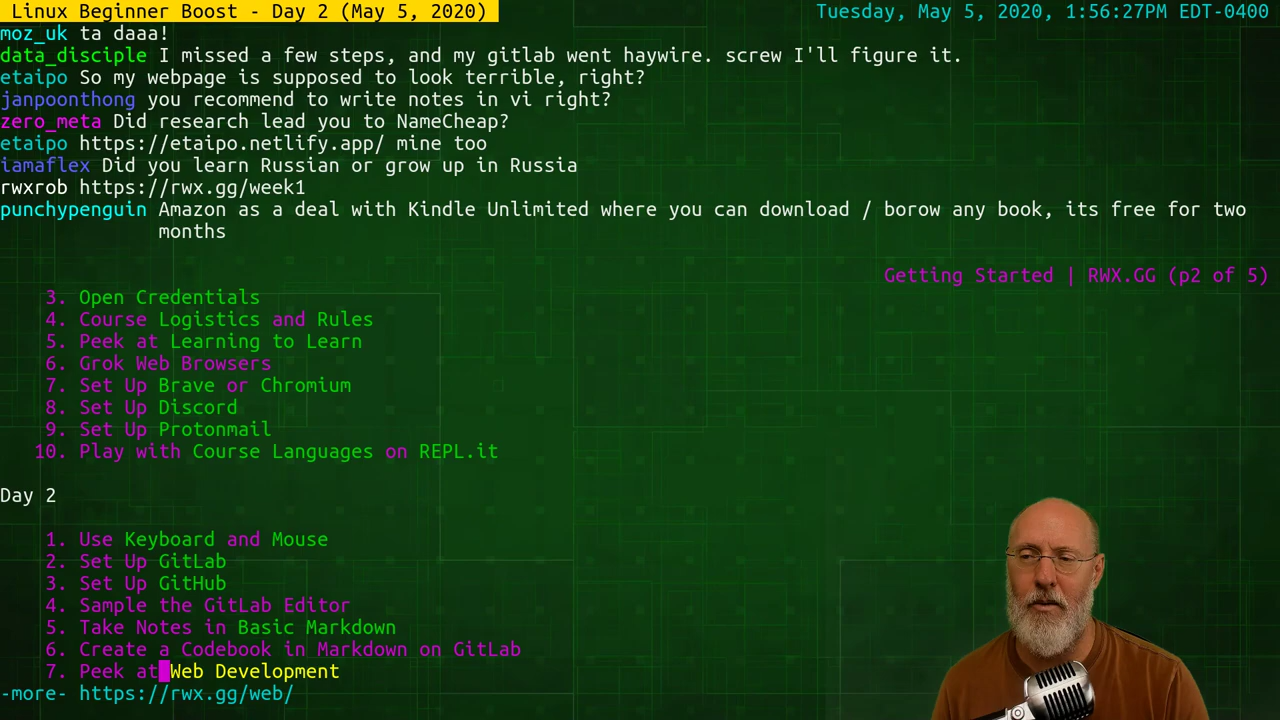 Linux Beginner Boost - Day 2 (May 5, 2020)
Tuesday, May 5, 2020, 1:56:27PM EDT-0400
moz_uk ta daaa!
data_disciple I missed a few steps, and my gitlab went haywire. screw I'll figure it.
etaipo So my webpage is supposed to look terrible, right?
janpoonthong you recommend to write notes in vi right?
zero_meta Did research lead you to NameCheap?
etaipo https://etaipo.netlify.app/ mine too
iamaflex Did you learn Russian or grow up in Russia
rwxrob https://rwx.gg/week1
punchypenguin Amazon as a deal with Kindle Unlimited where you can download / borow any book, its free for two
months
Getting Started | RWX.GG (p2 of 5)
3. Open Credentials
4. Course Logistics and Rules
5. Peek at Learning to Learn
6. Grok Web Browsers
7. Set Up Brave or Chromium
8. Set Up Discord
9. Set Up Protonmail
10. Play with Course Languages on REPL.it
Day 2
1. Use Keyboard and Mouse
2. Set Up GitLab
3. Set Up GitHub
4. Sample the GitLab Editor
5. Take Notes in Basic Markdown
6. Create a Codebook in Markdown on GitLab
7. Peek at Web Development
-more- https://rwx.gg/web/